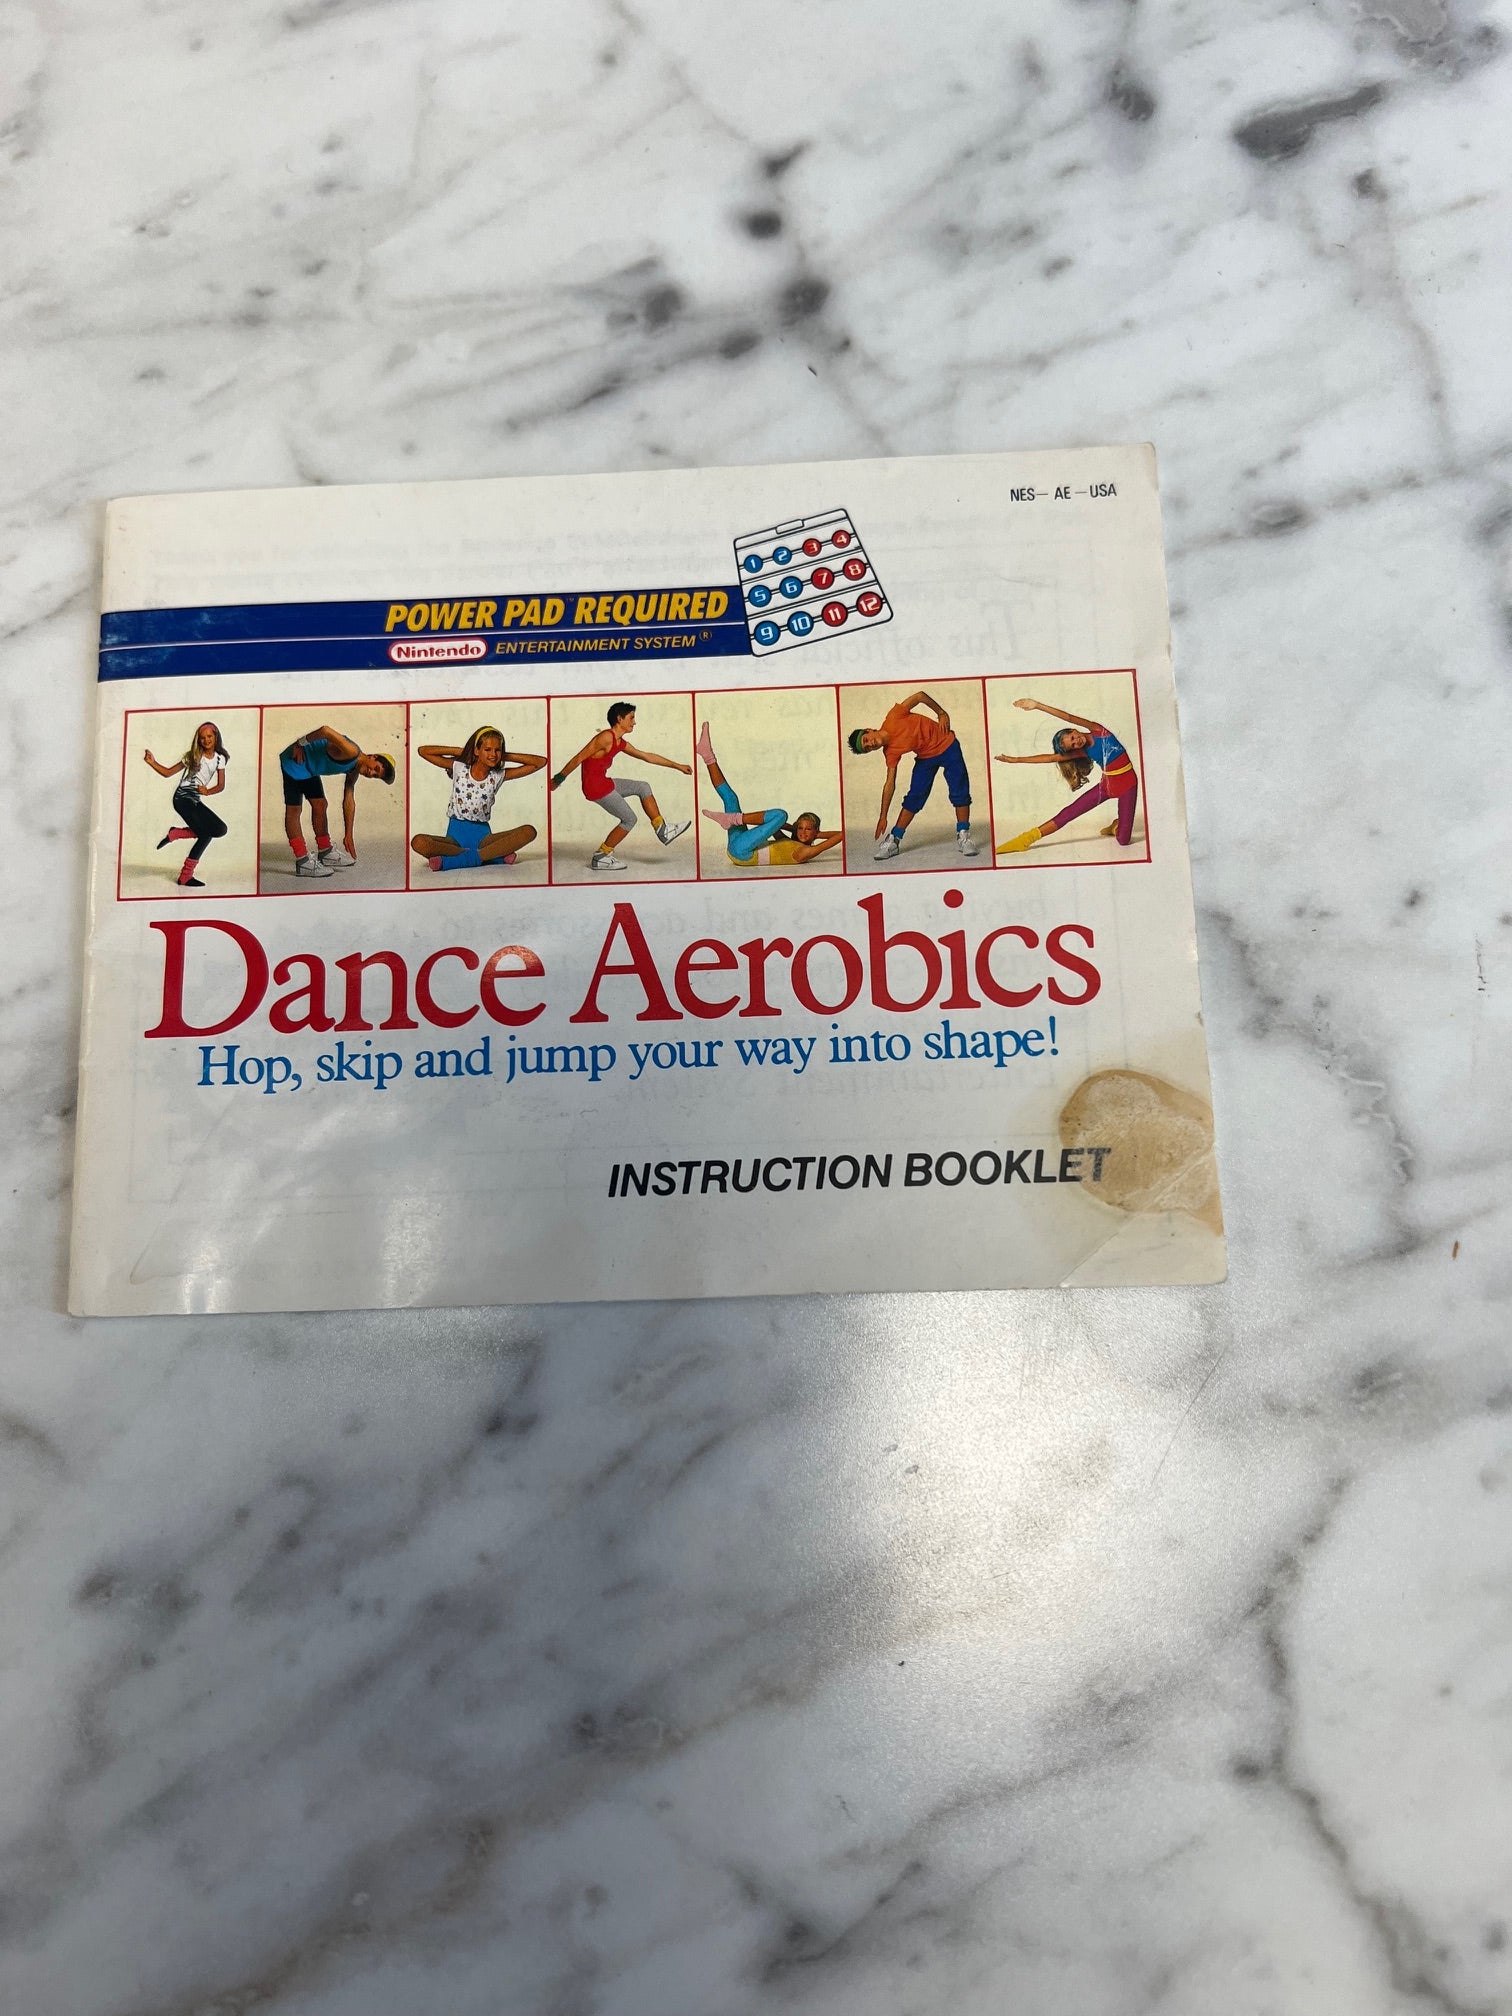 NES- AE-USA
1 2 3 4
5 6 7 8
9 10 11 12
POWER PAD™ REQUIRED
Nintendo ENTERTAINMENT SYSTEM®
Dance Aerobics
Hop, skip and jump your way into shape!
INSTRUCTION BOOKLET